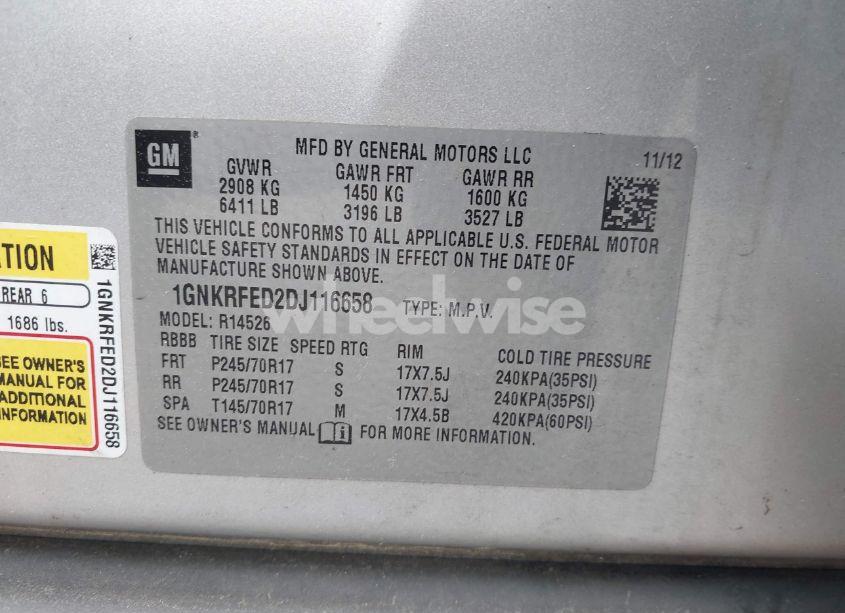 GM
MFD BY GENERAL MOTORS LLC 11/12
GVWR GAWR FRT GAWR RR
2908 KG 1450 KG 1600 KG
6411 LB 3196 LB 3527 LB
THIS VEHICLE CONFORMS TO ALL APPLICABLE U.S. FEDERAL MOTOR
VEHICLE SAFETY STANDARDS IN EFFECT ON THE DATE OF
MANUFACTURE SHOWN ABOVE.
1GNKRFED2DJ116658 TYPE: M.P.V.
MODEL: R14526
RBBB TIRE SIZE SPEED RTG RIM COLD TIRE PRESSURE
FRT P245/70R17 S 17X7.5J 240KPA(35PSI)
RR P245/70R17 S 17X7.5J 240KPA(35PSI)
SPA T145/70R17 M 17X4.5B 420KPA(60PSI)
SEE OWNER'S MANUAL FOR MORE INFORMATION.
ATION
REAR 6
1686 lbs.
SEE OWNER'S
MANUAL FOR
ADDITIONAL
INFORMATION
1GNKRFED2DJ116658
wheelwise